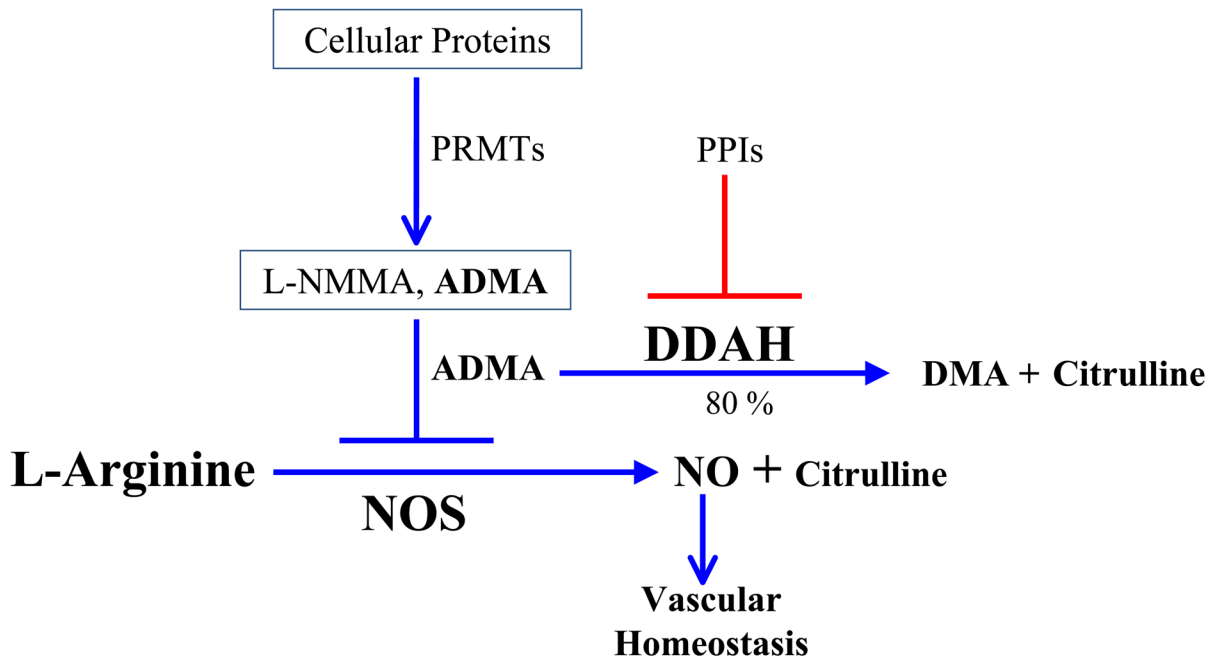 Cellular Proteins
PRMTs
PPIs
L-NMMA, ADMA
DDAH
ADMA
DMA + Citrulline
80 %
L-Arginine
NO + Citrulline
NOS
Vascular
Homeostasis